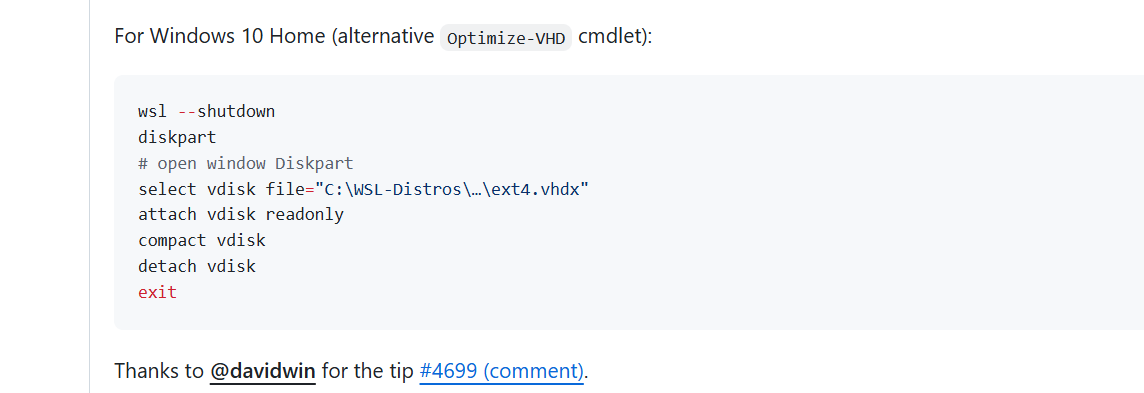 For Windows 10 Home (alternative Optimize-VHD cmdlet):
wsl --shutdown
diskpart
# open window Diskpart
select vdisk file="C:\WSL-Distros\…\ext4.vhdx"
attach vdisk readonly
compact vdisk
detach vdisk
exit
Thanks to @davidwin for the tip #4699 (comment).